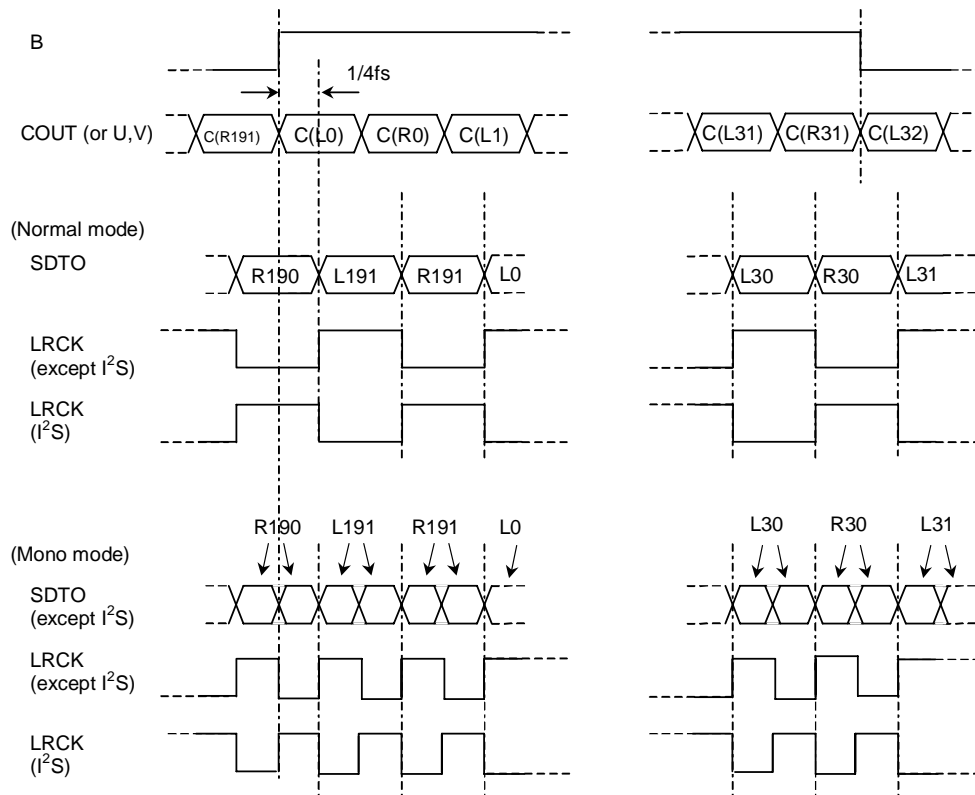 B
1/4fs
COUT (or U,V)
C(R191) C(L0) C(R0) C(L1) C(L31) C(R31) C(L32)
(Normal mode)
SDTO
R190 L191 R191 L0 L30 R30 L31
LRCK
(except I²S)
LRCK
(I²S)
R190 L191 R191 L0 L30 R30 L31
(Mono mode)
SDTO
(except I²S)
LRCK
(except I²S)
LRCK
(I²S)